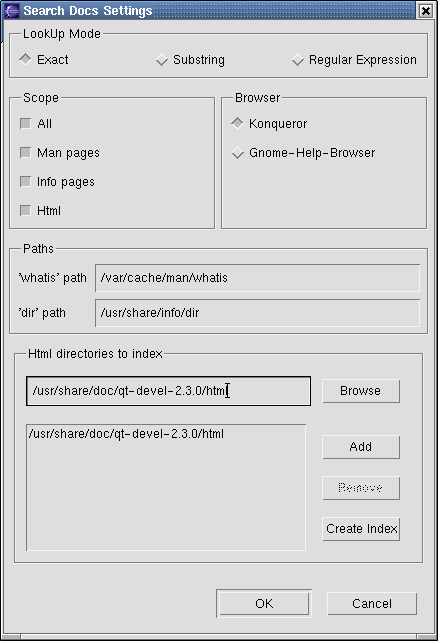 Search Docs Settings
LookUp Mode
Exact Substring Regular Expression
Scope Browser
All Konqueror
Man pages Gnome-Help-Browser
Info pages
Html
Paths
'whatis' path /var/cache/man/whatis
'dir' path /usr/share/info/dir
Html directories to index
/usr/share/doc/qt-devel-2.3.0/html Browse
/usr/share/doc/qt-devel-2.3.0/html
Add
Remove
Create Index
OK Cancel